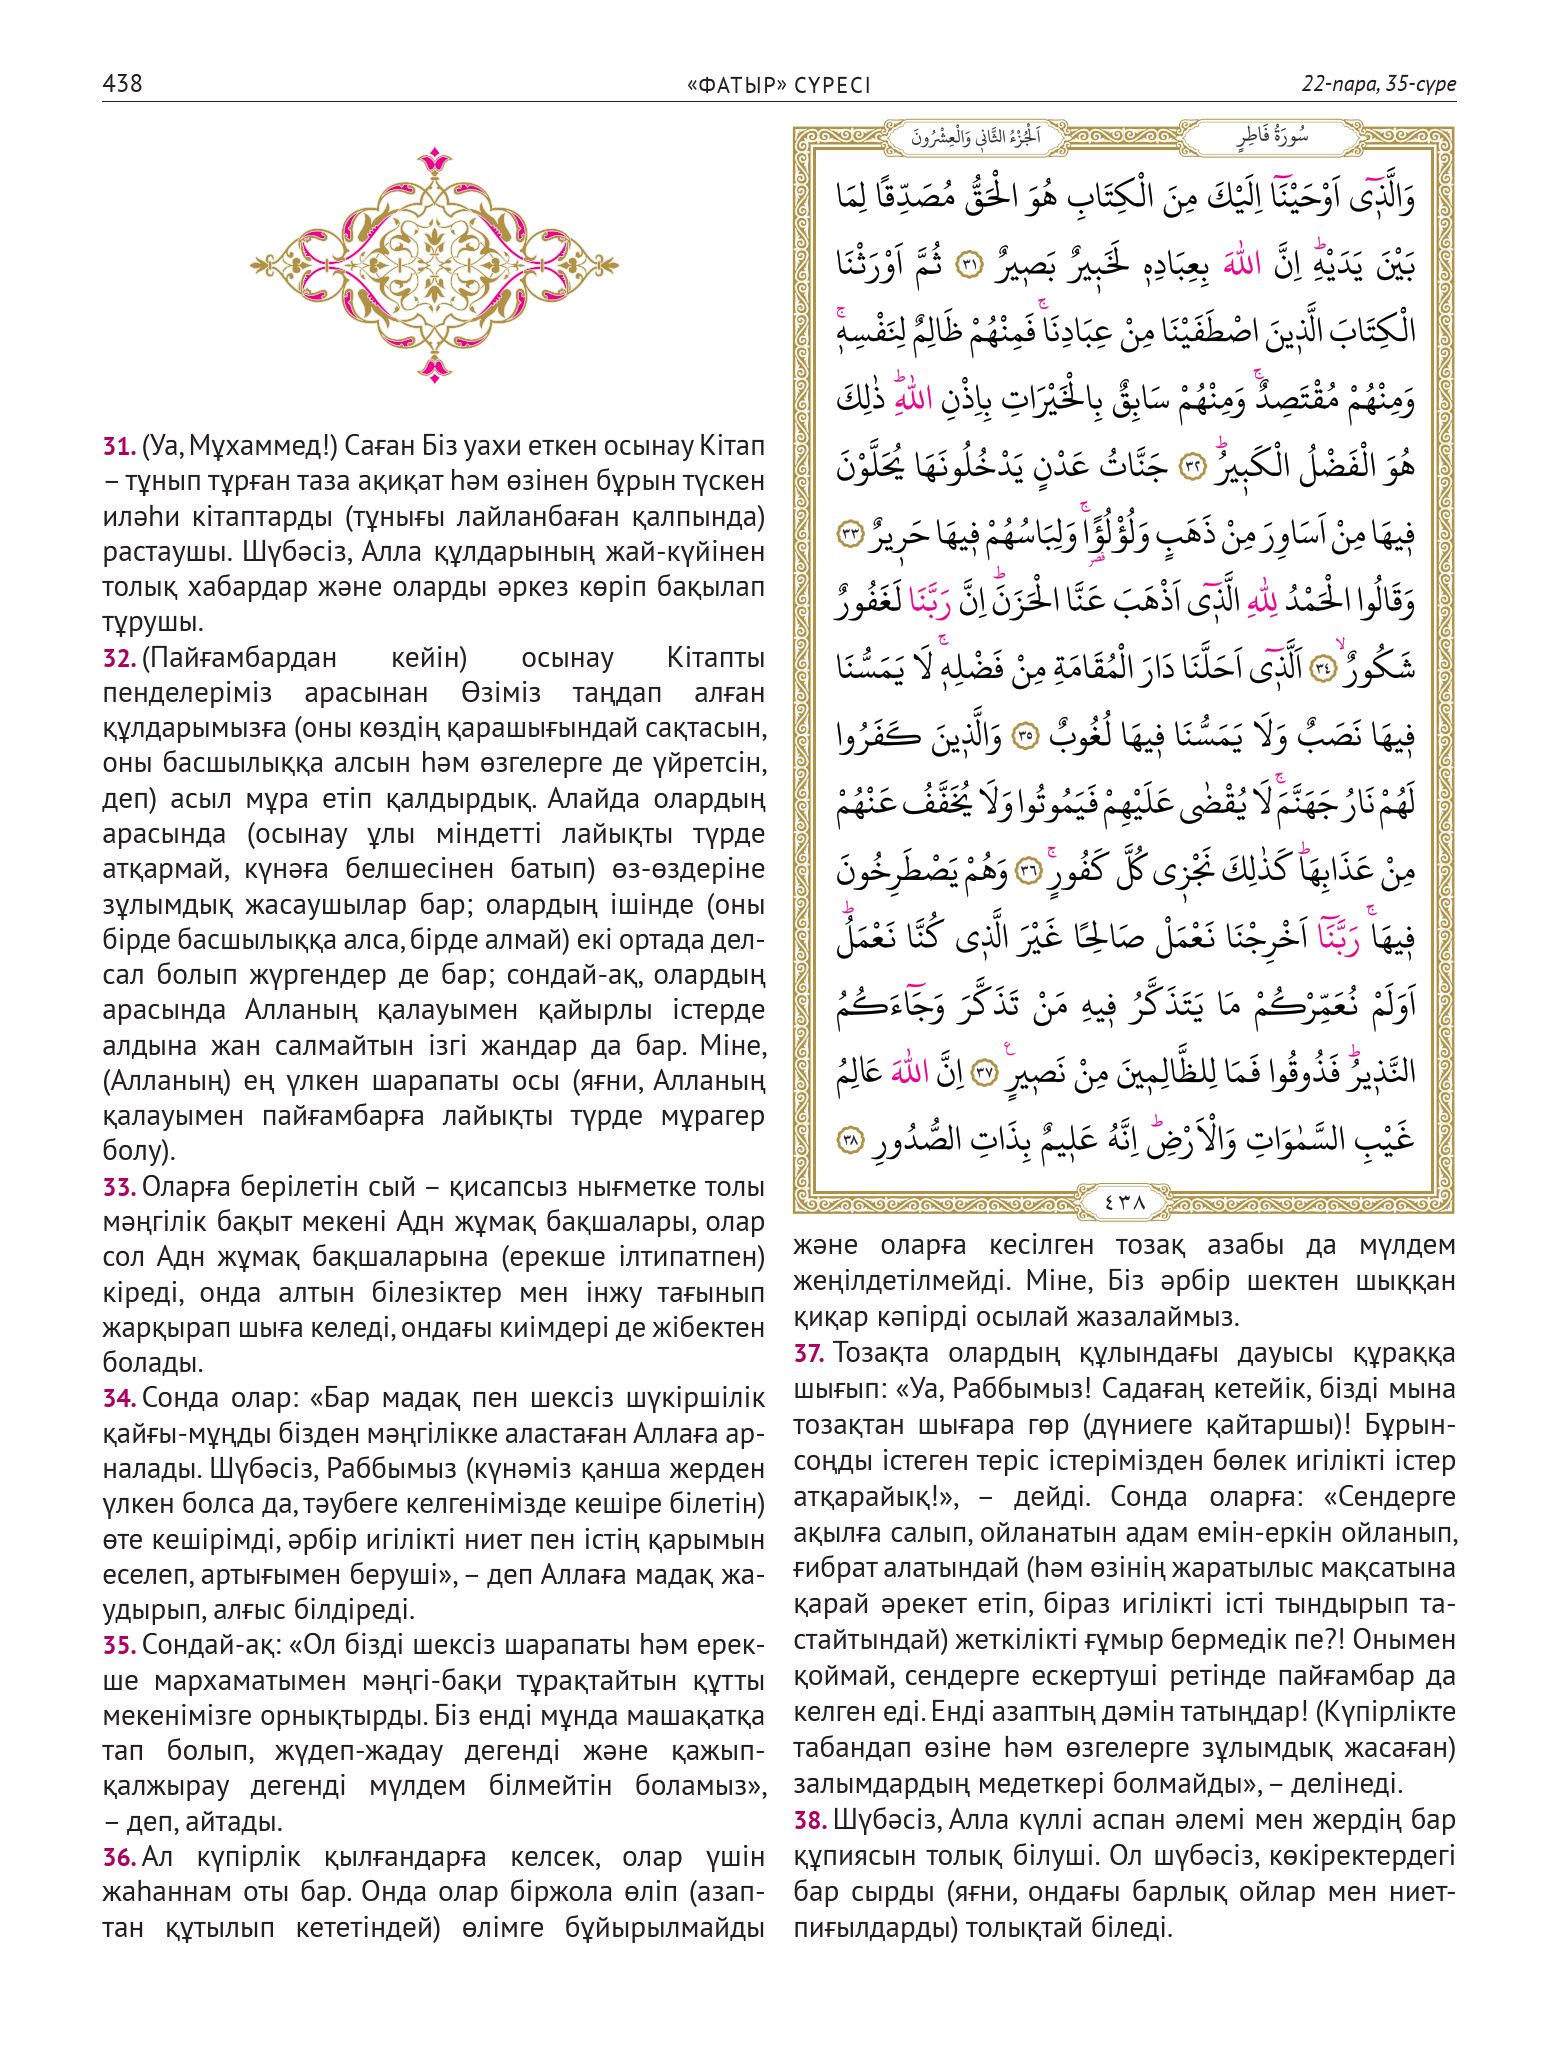 438
«ФАТЫР» СҮРЕСІ
22-пара, 35-сүре
31. (Уа, Мұхаммед!) Саған Біз уахи еткен осынау Кітап
– тұнып тұрған таза ақиқат һәм өзінен бұрын түскен
иләһи кітаптарды (тұнығы лайланбаған қалпында)
растаушы. Шүбәсіз, Алла құлдарының жай-күйінен
толық хабардар және оларды әркез көріп бақылап
тұрушы.
32. (Пайғамбардан кейін) осынау Кітапты
пенделеріміз арасынан Өзіміз таңдап алған
құлдарымызға (оны көздің қарашығындай сақтасын,
оны басшылыққа алсын һәм өзгелерге де үйретсін,
деп) асыл мұра етіп қалдырдық. Алайда олардың
арасында (осынау ұлы міндетті лайықты түрде
атқармай, күнәға белшесінен батып) өз-өздеріне
зұлымдық жасаушылар бар; олардың ішінде (оны
бірде басшылыққа алса, бірде алмай) екі ортада дел-
сал болып жүргендер де бар; сондай-ақ, олардың
арасында Алланың қалауымен қайырлы істерде
алдына жан салмайтын ізгі жандар да бар. Міне,
(Алланың) ең үлкен шарапаты осы (яғни, Алланың
қалауымен пайғамбарға лайықты түрде мұрагер
болу).
33. Оларға берілетін сый – қисапсыз нығметке толы
мәңгілік бақыт мекені Адн жұмақ бақшалары, олар
сол Адн жұмақ бақшаларына (ерекше ілтипатпен)
кіреді, онда алтын білезіктер мен інжу тағынып
жарқырап шыға келеді, ондағы киімдері де жібектен
болады.
34. Сонда олар: «Бар мадақ пен шексіз шүкіршілік
қайғы-мұңды бізден мәңгілікке аластаған Аллаға ар-
налады. Шүбәсіз, Раббымыз (күнәміз қанша жерден
үлкен болса да, тәубеге келгенімізде кешіре білетін)
өте кешірімді, әрбір игілікті ниет пен істің қарымын
еселеп, артығымен беруші», – деп Аллаға мадақ жа-
удырып, алғыс білдіреді.
35. Сондай-ақ: «Ол бізді шексіз шарапаты һәм ерек-
ше мархаматымен мәңгі-бақи тұрақтайтын құтты
мекенімізге орнықтырды. Біз енді мұнда машақатқа
тап болып, жүдеп-жадау дегенді және қажып-
қалжырау дегенді мүлдем білмейтін боламыз»,
– деп, айтады.
36. Ал күпірлік қылғандарға келсек, олар үшін
жаһаннам оты бар. Онда олар біржола өліп (азап-
тан құтылып кететіндей) өлімге бұйырылмайды
سُورَةُ فَاطِرٍ
اَلْجُزْءُ الثَّانٖي وَالْعِشْرُونَ
وَالَّذٖٓى اَوْحَيْنَٓا اِلَيْكَ مِنَ الْكِتَابِ هُوَ الْحَقُّ مُصَدِّقًا لِمَا
بَيْنَ يَدَيْهِؕ اِنَّ اللّٰهَ بِعِبَادِهٖ لَخَبٖيرٌ بَصٖيرٌ ﴿٣١﴾ ثُمَّ اَوْرَثْنَا
الْكِتَابَ الَّذٖينَ اصْطَفَيْنَا مِنْ عِبَادِنَاۚ فَمِنْهُمْ ظَالِمٌ لِنَفْسِهٖۚ
وَمِنْهُمْ مُقْتَصِدٌۚ وَمِنْهُمْ سَابِقٌ بِالْخَيْرَاتِ بِاِذْنِ اللّٰهِؕ ذٰلِكَ
هُوَ الْفَضْلُ الْكَبٖيرُؕ ﴿٣٢﴾ جَنَّاتُ عَدْنٍ يَدْخُلُونَهَا يُحَلَّوْنَ
فٖيهَا مِنْ اَسَاوِرَ مِنْ ذَهَبٍ وَلُؤْلُؤًاۚ وَلِبَاسُهُمْ فٖيهَا حَرٖيرٌ ﴿٣٣﴾
وَقَالُوا الْحَمْدُ لِلّٰهِ الَّذٖٓى اَذْهَبَ عَنَّا الْحَزَنَؕ اِنَّ رَبَّنَا لَغَفُورٌ
شَكُورٌۙ ﴿٣٤﴾ اَلَّذٖٓى اَحَلَّنَا دَارَ الْمُقَامَةِ مِنْ فَضْلِهٖۚ لَا يَمَسُّنَا
فٖيهَا نَصَبٌ وَلَا يَمَسُّنَا فٖيهَا لُغُوبٌ ﴿٣٥﴾ وَالَّذٖينَ كَفَرُوا
لَهُمْ نَارُ جَهَنَّمَۚ لَا يُقْضٰى عَلَيْهِمْ فَيَمُوتُوا وَلَا يُخَفَّفُ عَنْهُمْ
مِنْ عَذَابِهَاؕ كَذٰلِكَ نَجْزٖى كُلَّ كَفُورٍۚ ﴿٣٦﴾ وَهُمْ يَصْطَرِخُونَ
فٖيهَاۚ رَبَّنَٓا اَخْرِجْنَا نَعْمَلْ صَالِحًا غَيْرَ الَّذٖى كُنَّا نَعْمَلُؕ
اَوَلَمْ نُعَمِّرْكُمْ مَا يَتَذَكَّرُ فٖيهِ مَنْ تَذَكَّرَ وَجَٓاءَكُمُ
النَّذٖيرُؕ فَذُوقُوا فَمَا لِلظَّالِمٖينَ مِنْ نَصٖيرٍ ﴿٣٧﴾ اِنَّ اللّٰهَ عَالِمُ
غَيْبِ السَّمٰوَاتِ وَالْاَرْضِؕ اِنَّهُ عَلٖيمٌ بِذَاتِ الصُّدُورِ ﴿٣٨﴾
٤٣٨
және оларға кесілген тозақ азабы да мүлдем
жеңілдетілмейді. Міне, Біз әрбір шектен шыққан
қиқар кәпірді осылай жазалаймыз.
37. Тозақта олардың құлындағы дауысы құраққа
шығып: «Уа, Раббымыз! Садағаң кетейік, бізді мына
тозақтан шығара гөр (дүниеге қайтаршы)! Бұрын-
соңды істеген теріс істерімізден бөлек игілікті істер
атқарайық!», – дейді. Сонда оларға: «Сендерге
ақылға салып, ойланатын адам емін-еркін ойланып,
ғибрат алатындай (һәм өзінің жаратылыс мақсатына
қарай әрекет етіп, біраз игілікті істі тындырып та-
стайтындай) жеткілікті ғұмыр бермедік пе?! Онымен
қоймай, сендерге ескертуші ретінде пайғамбар да
келген еді. Енді азаптың дәмін татыңдар! (Күпірлікте
табандап өзіне һәм өзгелерге зұлымдық жасаған)
залымдардың медеткері болмайды», – делінеді.
38. Шүбәсіз, Алла күллі аспан әлемі мен жердің бар
құпиясын толық білуші. Ол шүбәсіз, көкіректердегі
бар сырды (яғни, ондағы барлық ойлар мен ниет-
пиғылдарды) толықтай біледі.